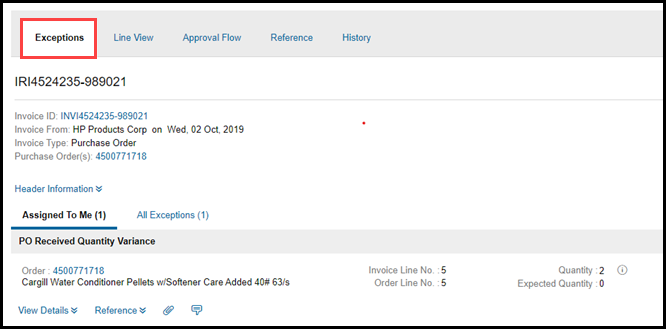 Exceptions Line View Approval Flow Reference History
IRI4524235-989021
Invoice ID: INVI4524235-989021
Invoice From: HP Products Corp on Wed, 02 Oct, 2019
Invoice Type: Purchase Order
Purchase Order(s): 4500771718
Header Information
Assigned To Me (1) All Exceptions (1)
PO Received Quantity Variance
Order : 4500771718 Invoice Line No. : 5 Quantity : 2
Cargill Water Conditioner Pellets w/Softener Care Added 40# 63/s Order Line No. : 5 Expected Quantity : 0
View Details Reference